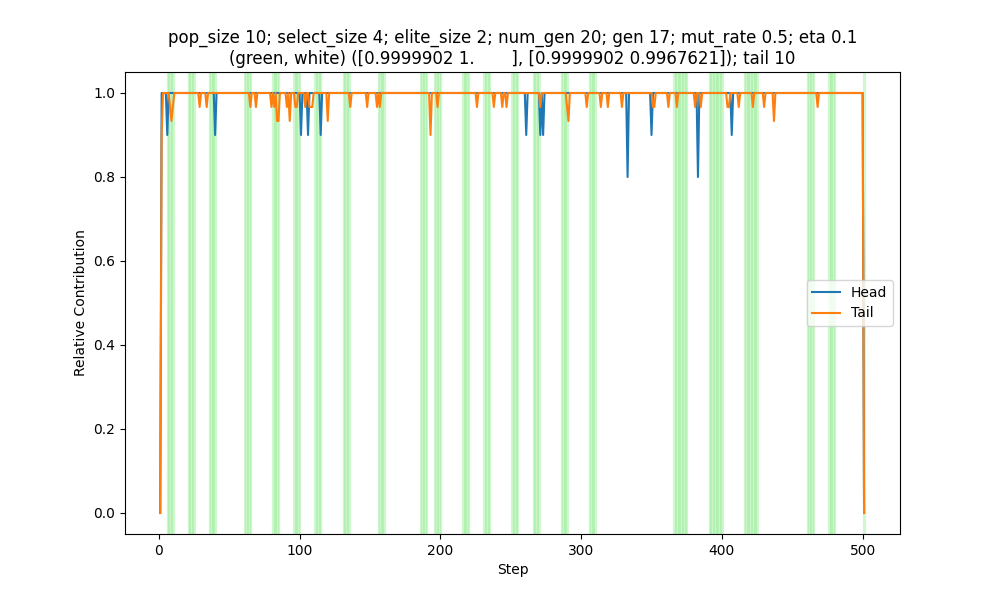 pop_size 10; select_size 4; elite_size 2; num_gen 20; gen 17; mut_rate 0.5; eta 0.1
(green, white) ([0.9999902 1.       ], [0.9999902 0.9967621]); tail 10
1.0
0.8
0.6
0.4
0.2
0.0
Relative Contribution
Head
Tail
0
100
200
300
400
500
Step